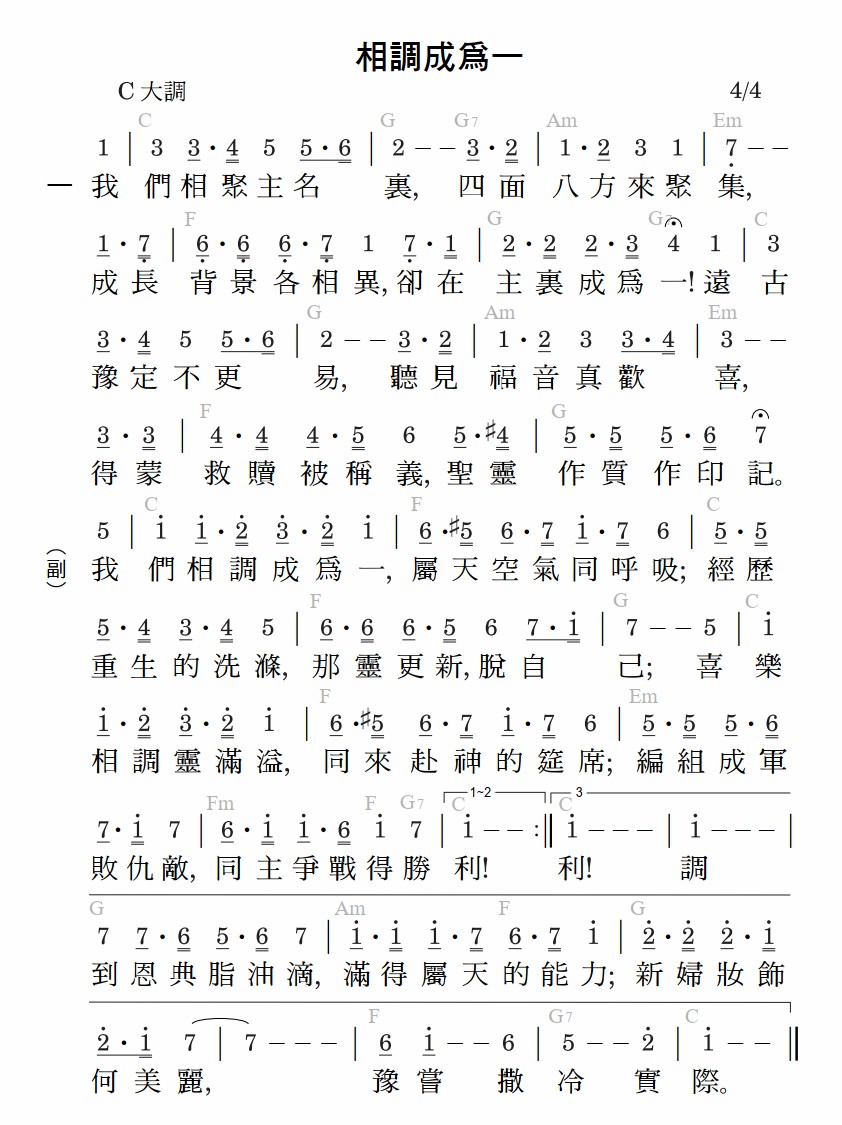 相調成爲一
C 大調 4/4
C G G7 Am Em
1 | 3 3·4 5 5·6 | 2 – – 3·2 | 1·2 3 1 | 7̣ – –
一 我們相聚主名裏, 四面八方來聚集,
F G G7 C
1·7̣ | 6̣·6̣ 6̣·7̣ 1 7̣·1 | 2·2 2·3 4 1 | 3
成長背景各相異, 卻在主裏成爲一! 遠古
G Am Em
3·4 5 5·6 | 2 – – 3·2 | 1·2 3 3·4 | 3 – –
豫定不更易, 聽見福音真歡喜,
F G
3·3 | 4·4 4·5 6 5·♯4 | 5·5 5·6 7
得蒙救贖被稱義, 聖靈作質作印記。
C F C
5 | 1̇ 1̇·2̇ 3̇·2̇ 1̇ | 6·♯5 6·7 1̇·7 6 | 5·5
（副） 我們相調成爲一, 屬天空氣同呼吸; 經歷
F G C
5·4 3·4 5 | 6·6 6·5 6 7·1̇ | 7 – – 5 | 1̇
重生的洗滌, 那靈更新, 脫自己; 喜樂
F Em
1̇·2̇ 3̇·2̇ 1̇ | 6·♯5 6·7 1̇·7 6 | 5·5 5·6
相調靈滿溢, 同來赴神的筵席; 編組成軍
1~2 3
Fm F G7 C C
7·1̇ 7 | 6·1̇ 1̇·6 1̇ 7 | 1̇ – – :‖ 1̇ – – – | 1̇ – – – |
敗仇敵, 同主爭戰得勝利! 利! 調
G Am F G
7 7·6 5·6 7 | 1̇·1̇ 1̇·7 6·7 1̇ | 2̇·2̇ 2̇·1̇
到恩典脂油滴, 滿得屬天的能力; 新婦妝飾
F G7 C
2̇·1̇ 7 | 7 – – – | 6 1̇ – – 6 | 5 – – 2̇ | 1̇ – – ‖
何美麗, 豫嘗撒冷實際。